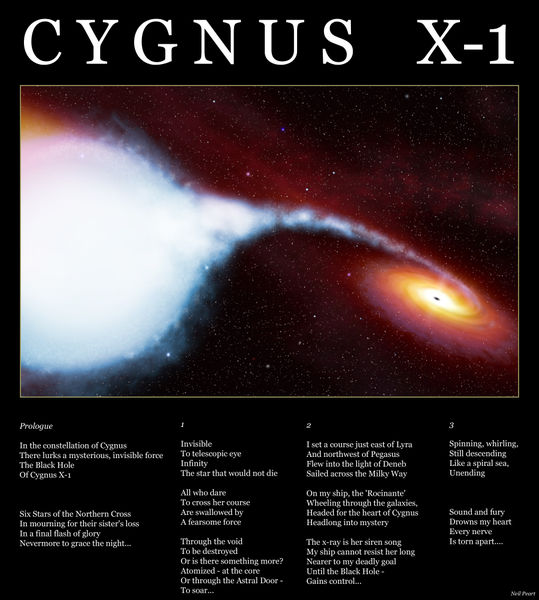 CYGNUS X-1
Prologue
In the constellation of Cygnus
There lurks a mysterious, invisible force
The Black Hole
Of Cygnus X-1
Six Stars of the Northern Cross
In mourning for their sister's loss
In a final flash of glory
Nevermore to grace the night...
1
Invisible
To telescopic eye
Infinity
The star that would not die
All who dare
To cross her course
Are swallowed by
A fearsome force
Through the void
To be destroyed
Or is there something more?
Atomized - at the core
Or through the Astral Door -
To soar...
2
I set a course just east of Lyra
And northwest of Pegasus
Flew into the light of Deneb
Sailed across the Milky Way
On my ship, the 'Rocinante'
Wheeling through the galaxies,
Headed for the heart of Cygnus
Headlong into mystery
The x-ray is her siren song
My ship cannot resist her long
Nearer to my deadly goal
Until the Black Hole -
Gains control...
3
Spinning, whirling,
Still descending
Like a spiral sea,
Unending
Sound and fury
Drowns my heart
Every nerve
Is torn apart....
Neil Peart